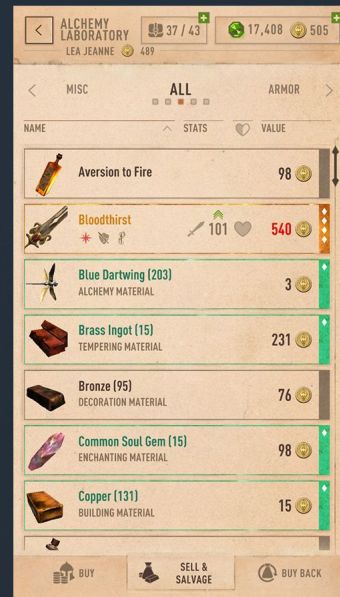 ALCHEMY
LABORATORY
37 / 43
17,408
505
LEA JEANNE 489
MISC
ALL
ARMOR
NAME
STATS
VALUE
Aversion to Fire
98
Bloodthirst
101
540
Blue Dartwing (203)
ALCHEMY MATERIAL
3
Brass Ingot (15)
TEMPERING MATERIAL
231
Bronze (95)
DECORATION MATERIAL
76
Common Soul Gem (15)
ENCHANTING MATERIAL
98
Copper (131)
BUILDING MATERIAL
15
BUY
SELL &
SALVAGE
BUY BACK